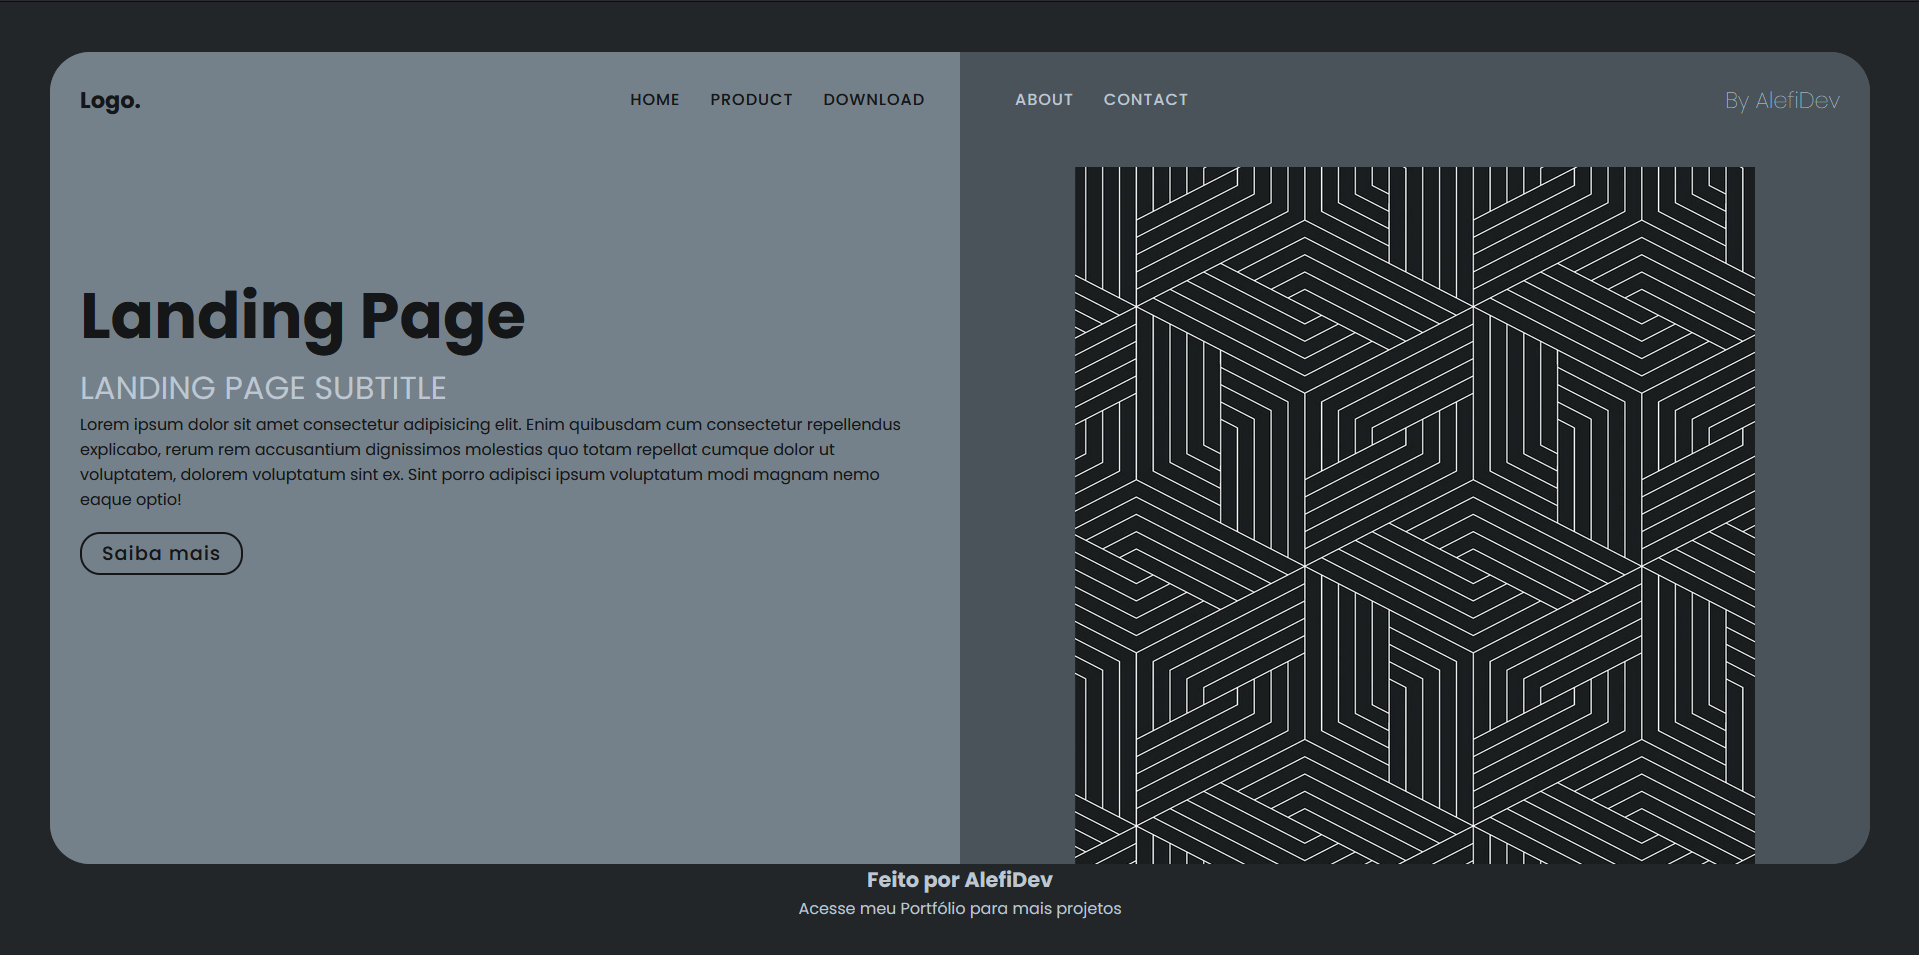 Logo.
HOME PRODUCT DOWNLOAD
ABOUT CONTACT
By AlefiDev
Landing Page
LANDING PAGE SUBTITLE
Lorem ipsum dolor sit amet consectetur adipisicing elit. Enim quibusdam cum consectetur repellendus
explicabo, rerum rem accusantium dignissimos molestias quo totam repellat cumque dolor ut
voluptatem, dolorem voluptatum sint ex. Sint porro adipisci ipsum voluptatum modi magnam nemo
eaque optio!
Saiba mais
Feito por AlefiDev
Acesse meu Portfólio para mais projetos